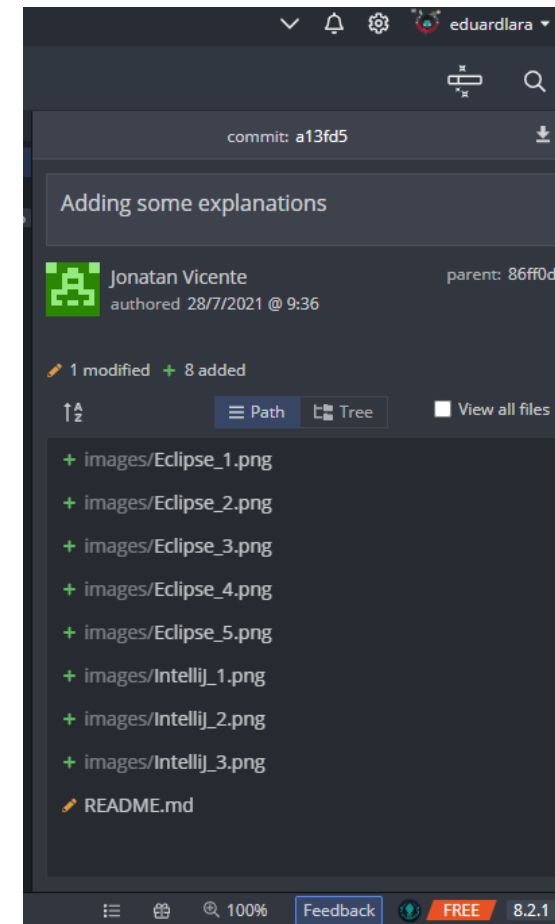 eduardlara
commit: a13fd5
Adding some explanations
Jonatan Vicente
parent: 86ff0d
authored 28/7/2021 @ 9:36
1 modified + 8 added
A
Z
Path
Tree
View all files
+ images/Eclipse_1.png
+ images/Eclipse_2.png
+ images/Eclipse_3.png
+ images/Eclipse_4.png
+ images/Eclipse_5.png
+ images/IntelliJ_1.png
+ images/IntelliJ_2.png
+ images/IntelliJ_3.png
README.md
100%
Feedback
FREE
8.2.1